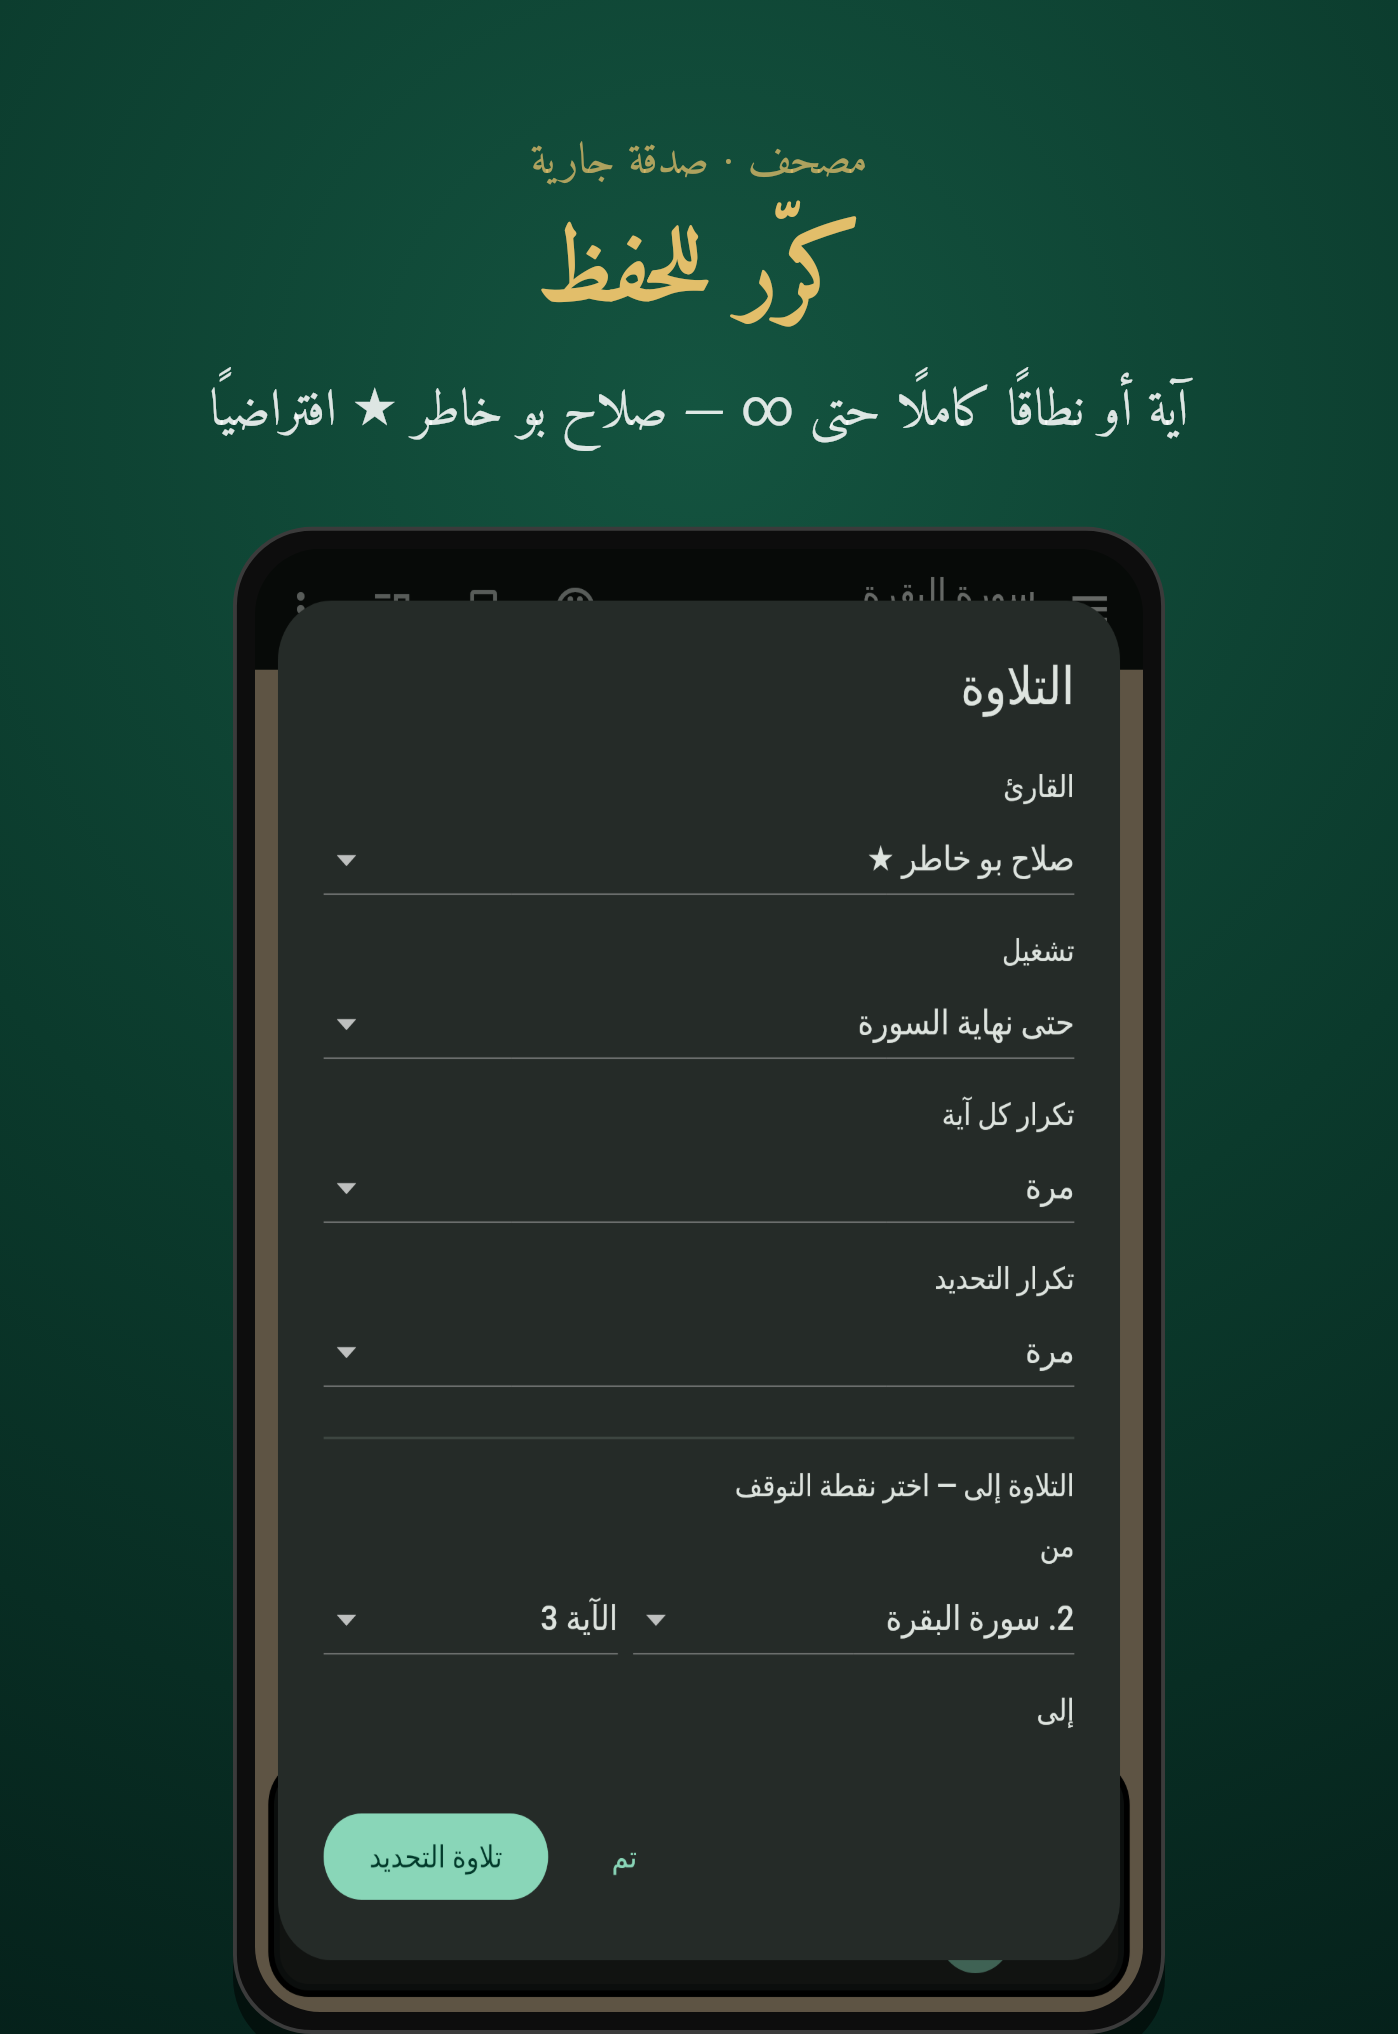 مصحف · صدقة جارية
كرّر للحفظ
آية أو نطاقًا كاملًا حتى ∞ — صلاح بو خاطر ★ افتراضيًا
سورة البقرة
التلاوة
القارئ
صلاح بو خاطر ★
تشغيل
حتى نهاية السورة
تكرار كل آية
مرة
تكرار التحديد
مرة
التلاوة إلى — اختر نقطة التوقف
من
2. سورة البقرة الآية 3
إلى
تم تلاوة التحديد